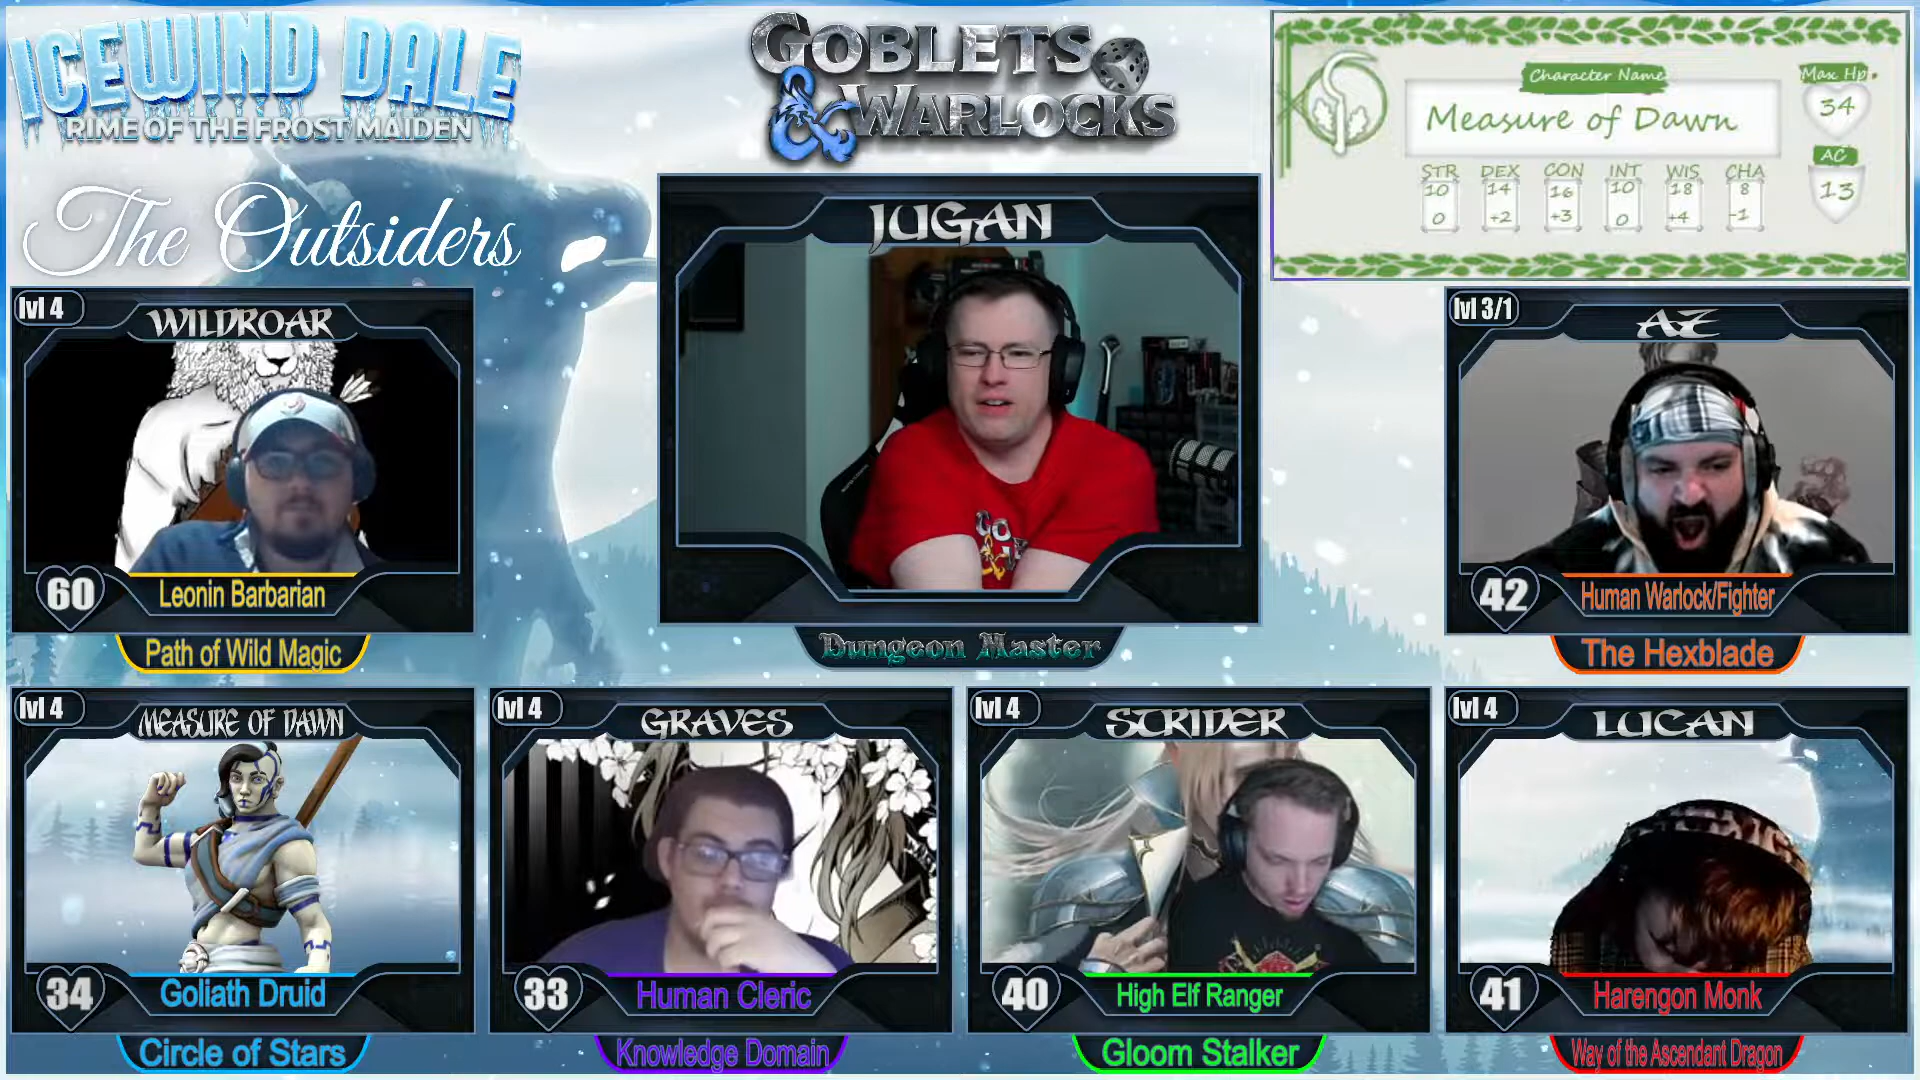 ICEWIND DALE
RIME OF THE FROST MAIDEN
The Outsiders
GOBLETS
& WARLOCKS
Character Name
Measure of Dawn
Max Hp.
34
AC
13
STR DEX CON INT WIS CHA
10 14 16 10 18 8
0 +2 +3 0 +4 -1
JUGAN
Dungeon Master
lvl 4
WILDROAR
60
Leonin Barbarian
Path of Wild Magic
lvl 3/1
AZ
42
Human Warlock/Fighter
The Hexblade
lvl 4
MEASURE OF DAWN
34
Goliath Druid
Circle of Stars
lvl 4
GRAVES
33
Human Cleric
Knowledge Domain
lvl 4
STRIDER
40
High Elf Ranger
Gloom Stalker
lvl 4
LUCAN
41
Harengon Monk
Way of the Ascendant Dragon